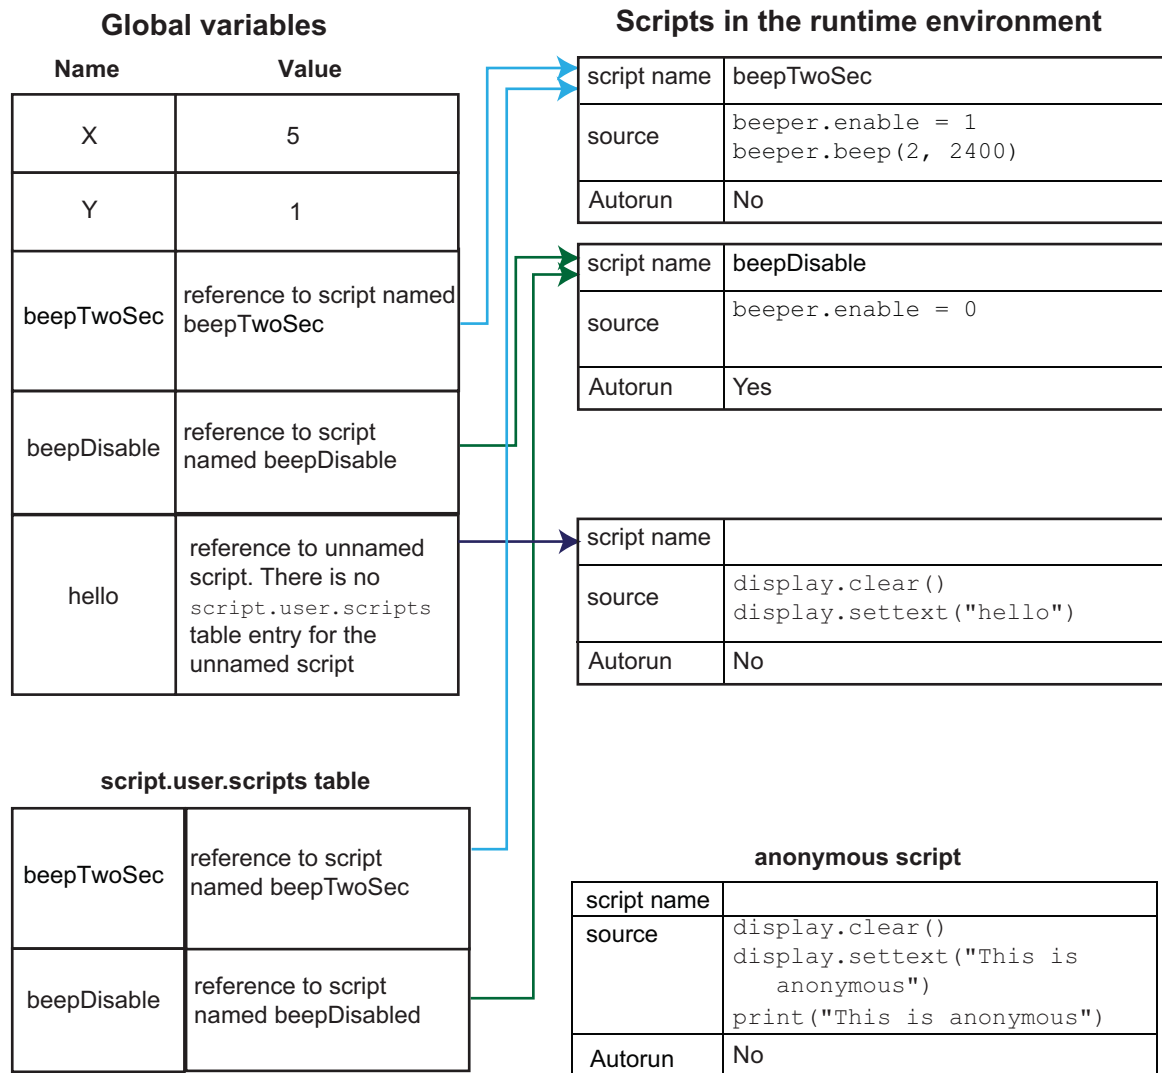 Global variables
Name Value
X 5
Y 1
beepTwoSec
reference to script named
beepTwoSec
beepDisable
reference to script
named beepDisable
hello
reference to unnamed
script. There is no
script.user.scripts
table entry for the
unnamed script
script.user.scripts table
beepTwoSec
reference to script
named beepTwoSec
beepDisable
reference to script
named beepDisabled
Scripts in the runtime environment
script name beepTwoSec
source
beeper.enable = 1
beeper.beep(2, 2400)
Autorun No
script name beepDisable
source
beeper.enable = 0
Autorun Yes
script name
source
display.clear()
display.settext("hello")
Autorun No
anonymous script
script name
source
display.clear()
display.settext("This is
anonymous")
print("This is anonymous")
Autorun No